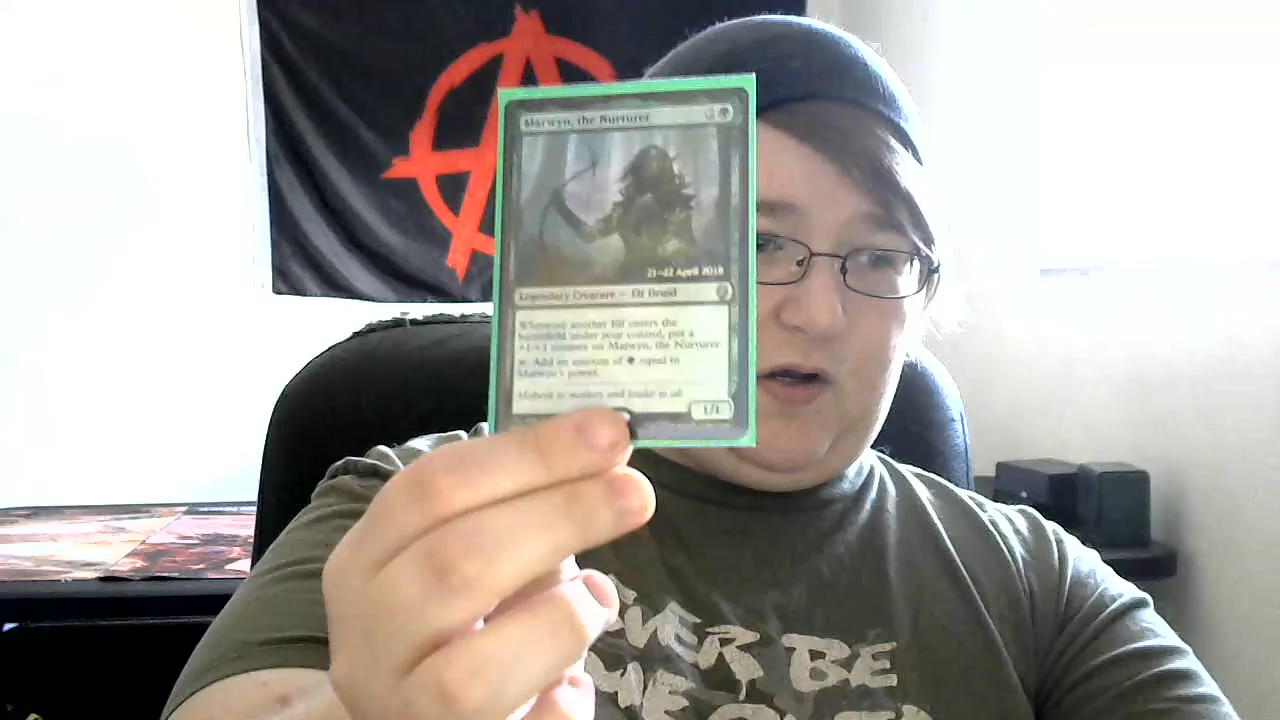 Marwyn, the Nurturer 2
21–22 April 2018
Legendary Creature — Elf Druid
Whenever another Elf enters the
battlefield under your control, put a
+1/+1 counter on Marwyn, the Nurturer.
: Add an amount of equal to
Marwyn's power.
1/1
EVER BE